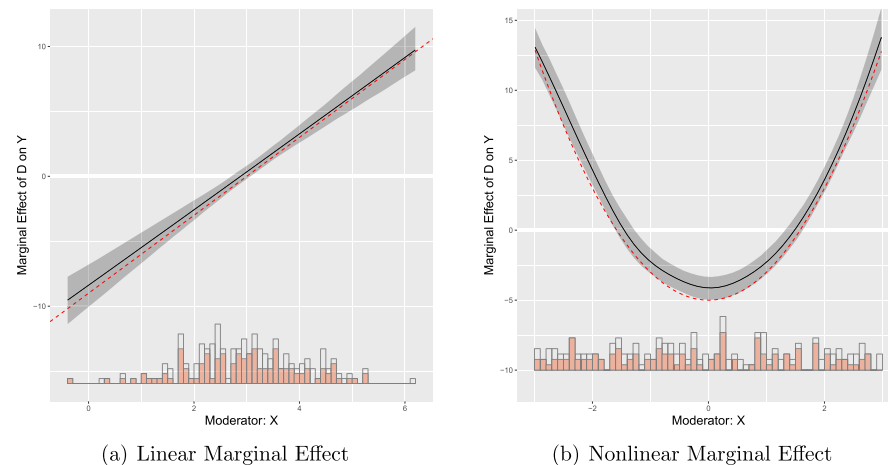 Marginal Effect of D on Y
10
0
−10
0
2
4
6
Moderator: X
(a) Linear Marginal Effect
Marginal Effect of D on Y
15
10
5
0
−5
−10
−2
0
2
Moderator: X
(b) Nonlinear Marginal Effect